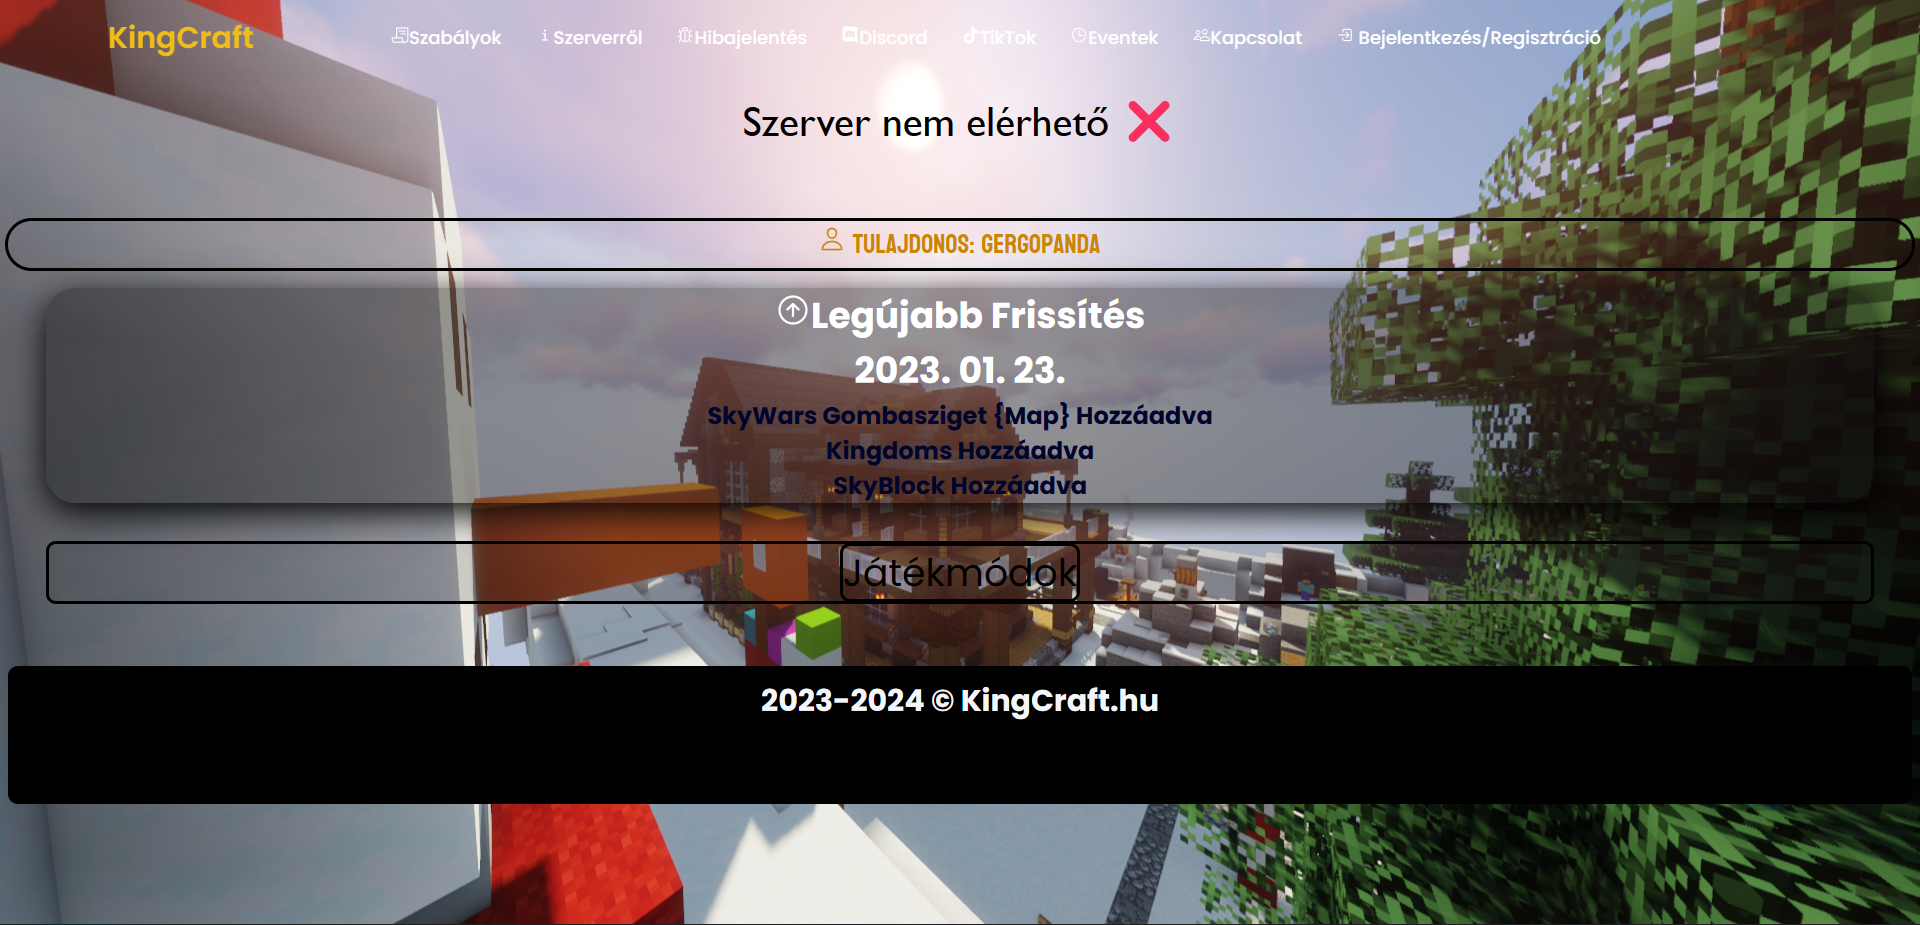 KingCraft
Szabályok
Szerverről
Hibajelentés
Discord
TikTok
Eventek
Kapcsolat
Bejelentkezés/Regisztráció
Szerver nem elérhető ❌
TULAJDONOS: GERGOPANDA
Legújabb Frissítés
2023. 01. 23.
SkyWars Gombasziget {Map} Hozzáadva
Kingdoms Hozzáadva
SkyBlock Hozzáadva
Játékmódok
2023-2024 © KingCraft.hu